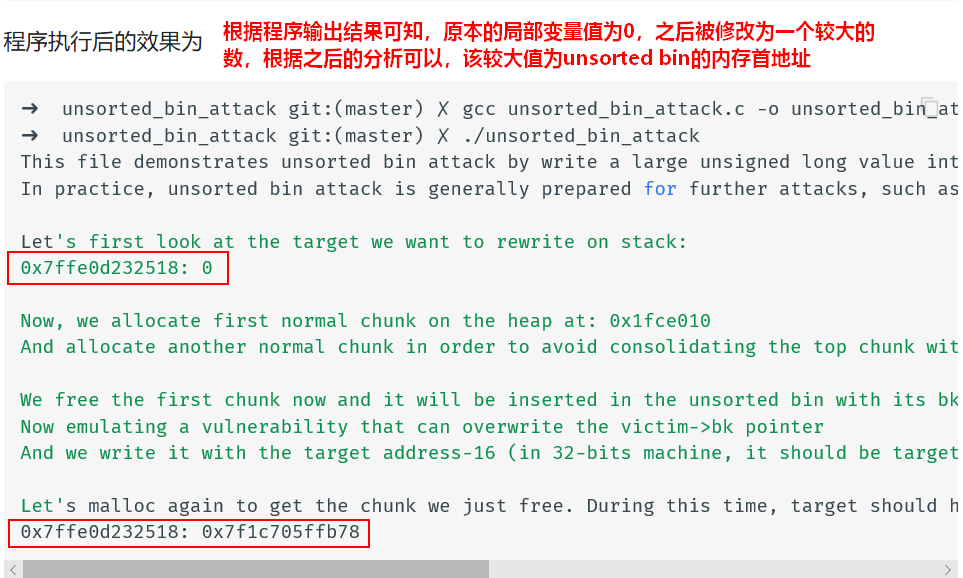 程序执行后的效果为
根据程序输出结果可知，原本的局部变量值为0，之后被修改为一个较大的
数，根据之后的分析可以，该较大值为unsorted bin的内存首地址
➜  unsorted_bin_attack git:(master) ✗ gcc unsorted_bin_attack.c -o unsorted_bin_at
➜  unsorted_bin_attack git:(master) ✗ ./unsorted_bin_attack
This file demonstrates unsorted bin attack by write a large unsigned long value int
In practice, unsorted bin attack is generally prepared for further attacks, such as
Let's first look at the target we want to rewrite on stack:
0x7ffe0d232518: 0
Now, we allocate first normal chunk on the heap at: 0x1fce010
And allocate another normal chunk in order to avoid consolidating the top chunk wit
We free the first chunk now and it will be inserted in the unsorted bin with its bk
Now emulating a vulnerability that can overwrite the victim->bk pointer
And we write it with the target address-16 (in 32-bits machine, it should be target
Let's malloc again to get the chunk we just free. During this time, target should h
0x7ffe0d232518: 0x7f1c705ffb78